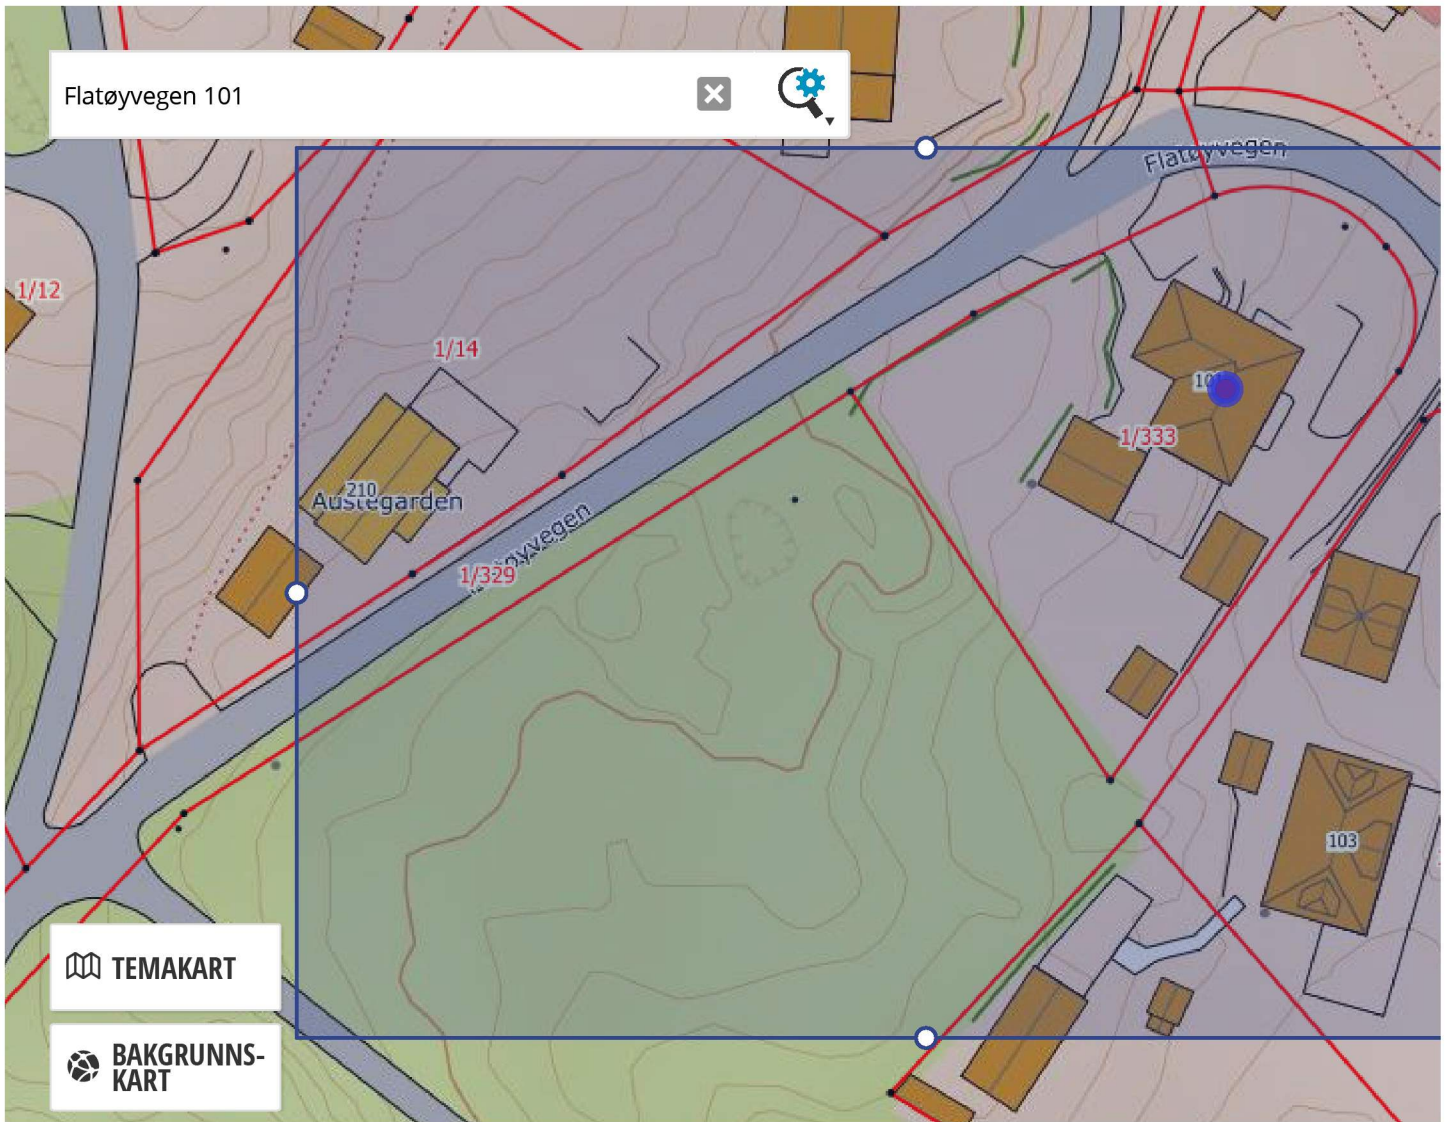 Flatøyvegen 101
Flatøyvegen
1/12
1/14
1/333
210
Austegarden
1/329
103
TEMAKART
BAKGRUNNS-
KART